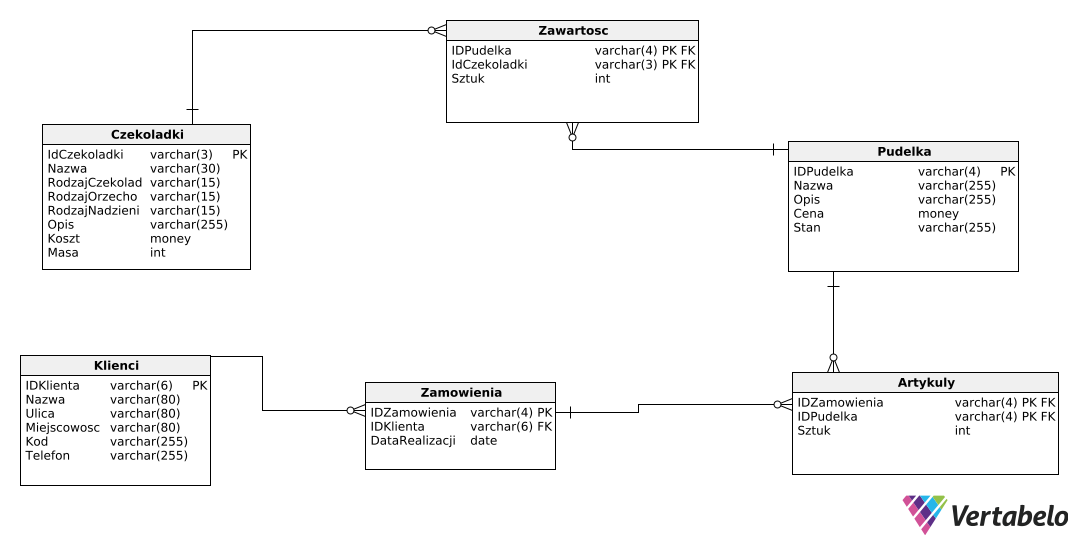 Zawartosc
IDPudelka varchar(4) PK FK
IdCzekoladki varchar(3) PK FK
Sztuk int
Czekoladki
IdCzekoladki varchar(3) PK
Nazwa varchar(30)
RodzajCzekolad varchar(15)
RodzajOrzecho varchar(15)
RodzajNadzieni varchar(15)
Opis varchar(255)
Koszt money
Masa int
Pudelka
IDPudelka varchar(4) PK
Nazwa varchar(255)
Opis varchar(255)
Cena money
Stan varchar(255)
Klienci
IDKlienta varchar(6) PK
Nazwa varchar(80)
Ulica varchar(80)
Miejscowosc varchar(80)
Kod varchar(255)
Telefon varchar(255)
Zamowienia
IDZamowienia varchar(4) PK
IDKlienta varchar(6) FK
DataRealizacji date
Artykuly
IDZamowienia varchar(4) PK FK
IDPudelka varchar(4) PK FK
Sztuk int
Vertabelo